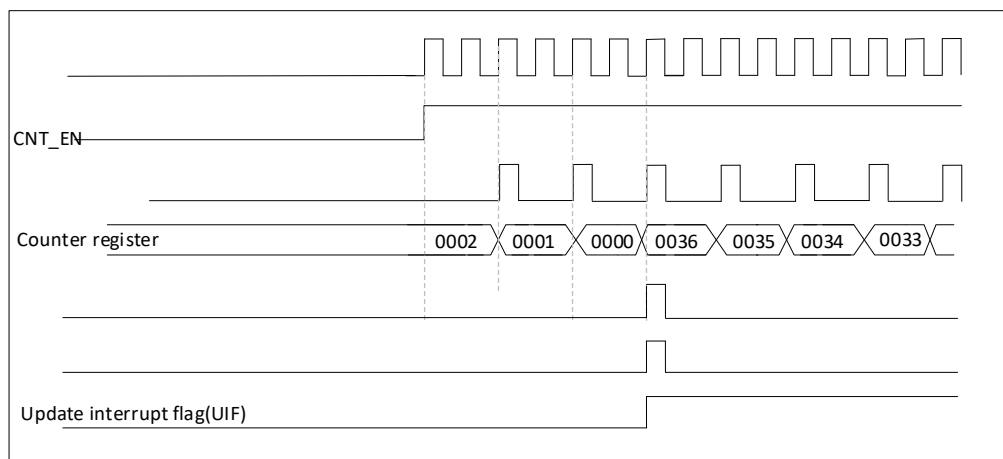 CNT_EN
Counter register 0002 0001 0000 0036 0035 0034 0033
Update interrupt flag(UIF)